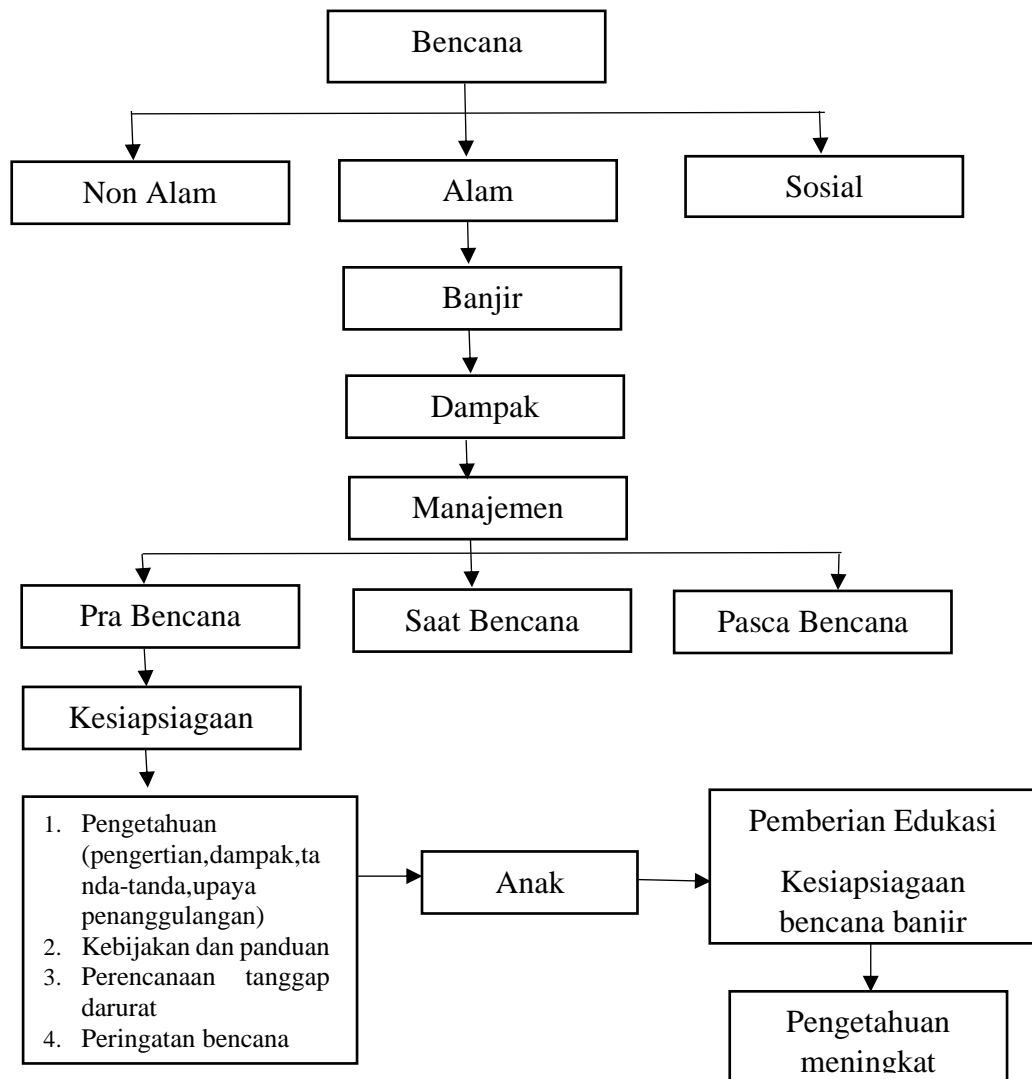 Bencana
Non Alam
Alam
Sosial
Banjir
Dampak
Manajemen
Pra Bencana
Saat Bencana
Pasca Bencana
Kesiapsiagaan
1. Pengetahuan
(pengertian,dampak,ta
nda-tanda,upaya
penanggulangan)
2. Kebijakan dan panduan
3. Perencanaan tanggap
darurat
4. Peringatan bencana
Anak
Pemberian Edukasi
Kesiapsiagaan
bencana banjir
Pengetahuan
meningkat